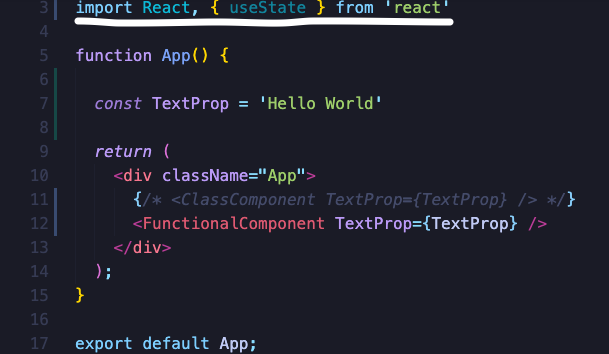 3 import React, { useState } from 'react'
4
5 function App() {
6
7 const TextProp = 'Hello World'
8
9 return (
10 <div className="App">
11 {/* <ClassComponent TextProp={TextProp} /> */}
12 <FunctionalComponent TextProp={TextProp} />
13 </div>
14 );
15 }
16
17 export default App;